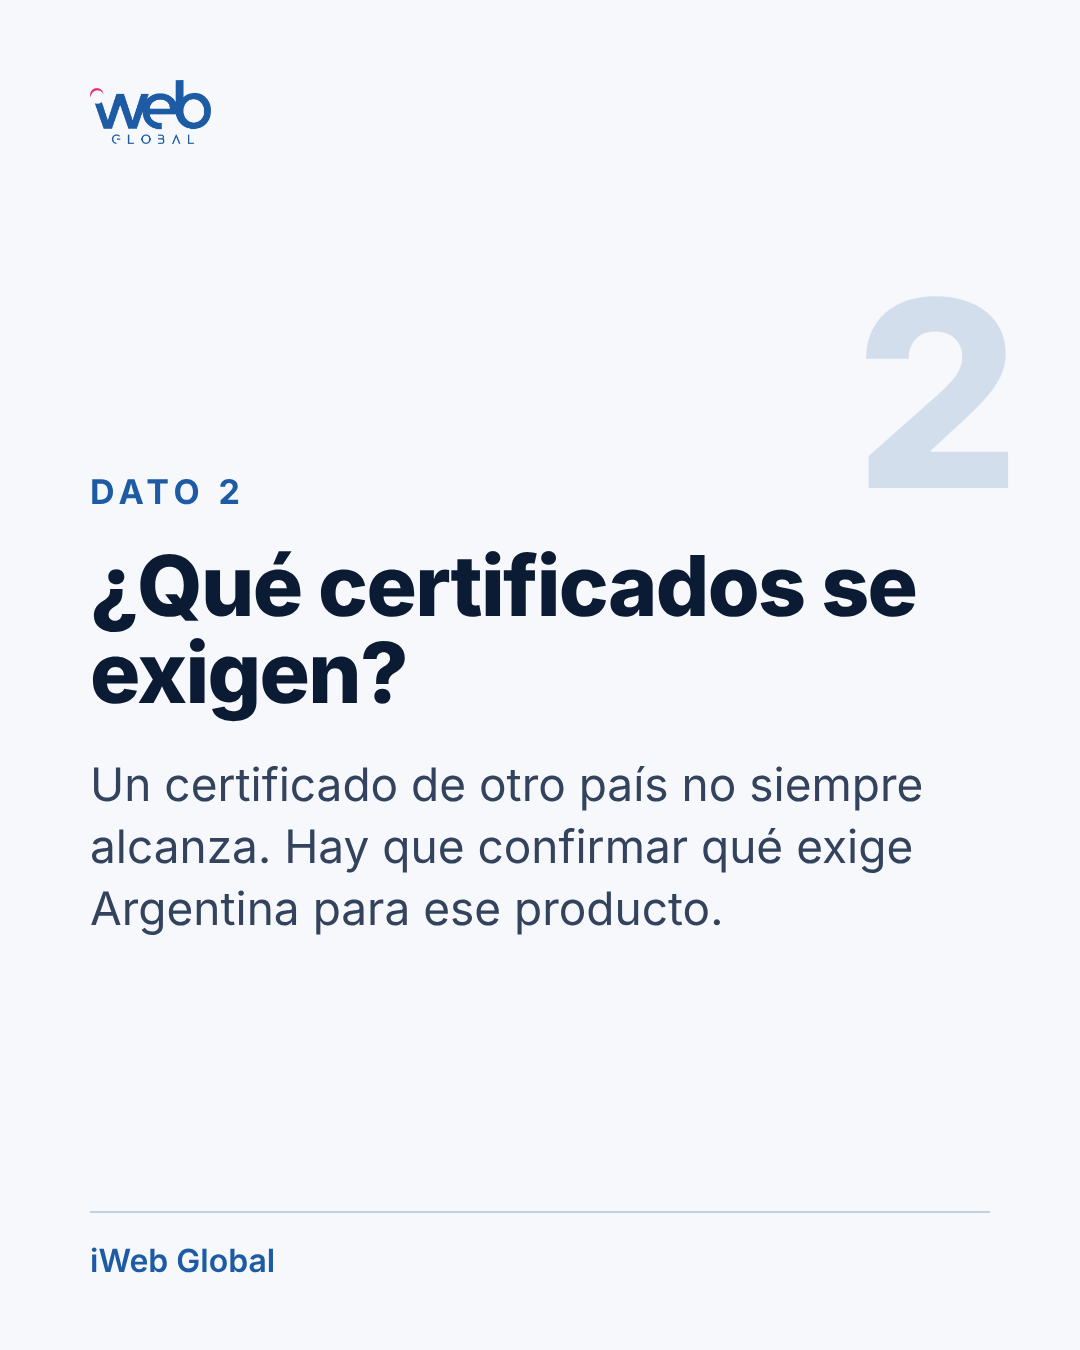 iweb
GLOBAL
2
DATO 2
¿Qué certificados se
exigen?
Un certificado de otro país no siempre
alcanza. Hay que confirmar qué exige
Argentina para ese producto.
iWeb Global